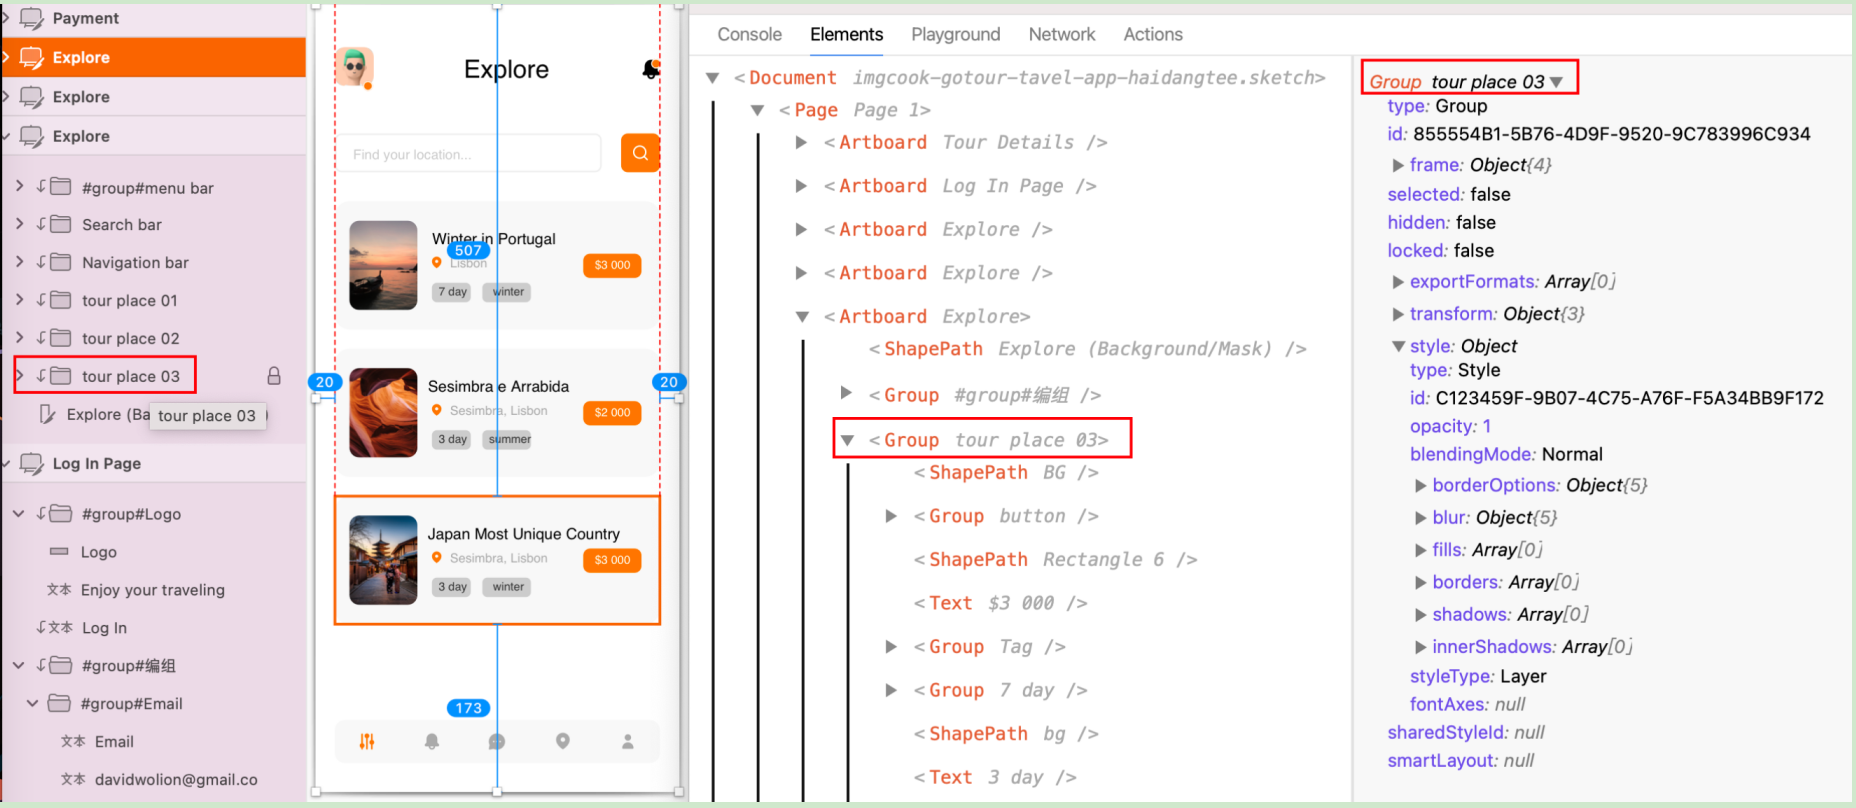 Payment
Explore
Explore
Explore
#group#menu bar
Search bar
Navigation bar
tour place 01
tour place 02
tour place 03
Explore (Ba
tour place 03
Log In Page
#group#Logo
Logo
文本 Enjoy your traveling
文本 Log In
#group#编组
#group#Email
文本 Email
文本 davidwolion@gmail.co
Explore
Find your location...
Winter in Portugal
507
Lisbon
$3 000
7 day
winter
20
20
Sesimbra e Arrabida
Sesimbra, Lisbon
$2 000
3 day
summer
Japan Most Unique Country
Sesimbra, Lisbon
$3 000
3 day
winter
173
Console Elements Playground Network Actions
▼ <Document imgcook-gotour-tavel-app-haidangtee.sketch>
▼ <Page Page 1>
▶ <Artboard Tour Details />
▶ <Artboard Log In Page />
▶ <Artboard Explore />
▶ <Artboard Explore />
▼ <Artboard Explore>
<ShapePath Explore (Background/Mask) />
▶ <Group #group#编组 />
▼ <Group tour place 03>
<ShapePath BG />
▶ <Group button />
<ShapePath Rectangle 6 />
<Text $3 000 />
▶ <Group Tag />
▶ <Group 7 day />
<ShapePath bg />
<Text 3 day />
Group tour place 03▼
type: Group
id: 855554B1-5B76-4D9F-9520-9C783996C934
▶ frame: Object{4}
selected: false
hidden: false
locked: false
▶ exportFormats: Array[0]
▶ transform: Object{3}
▼ style: Object
type: Style
id: C123459F-9B07-4C75-A76F-F5A34BB9F172
opacity: 1
blendingMode: Normal
▶ borderOptions: Object{5}
▶ blur: Object{5}
▶ fills: Array[0]
▶ borders: Array[0]
▶ shadows: Array[0]
▶ innerShadows: Array[0]
styleType: Layer
fontAxes: null
sharedStyleId: null
smartLayout: null